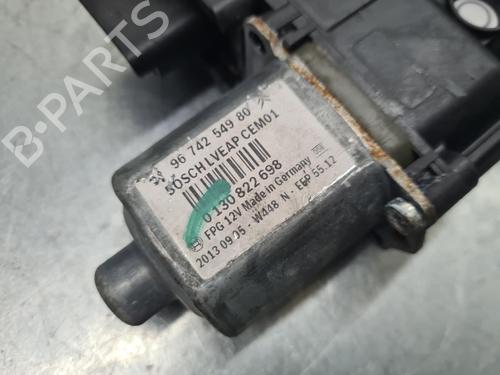 96 742 549 80
BOSCH LVEAP CEM01
0 130 822 698
FPG 12V Made in Germany
2013 09 05 - W448 N - EFP 55.12
B-PARTS